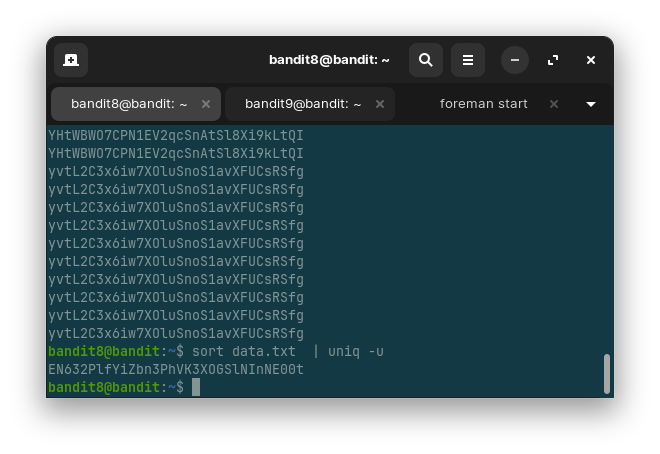 bandit8@bandit: ~
bandit8@bandit: ~
bandit9@bandit: ~
foreman start
YHtWBWO7CPN1EV2qcSnAtSl8Xi9kLtQI
YHtWBWO7CPN1EV2qcSnAtSl8Xi9kLtQI
yvtL2C3x6iw7XOluSnoS1avXFUCsRSfg
yvtL2C3x6iw7XOluSnoS1avXFUCsRSfg
yvtL2C3x6iw7XOluSnoS1avXFUCsRSfg
yvtL2C3x6iw7XOluSnoS1avXFUCsRSfg
yvtL2C3x6iw7XOluSnoS1avXFUCsRSfg
yvtL2C3x6iw7XOluSnoS1avXFUCsRSfg
yvtL2C3x6iw7XOluSnoS1avXFUCsRSfg
yvtL2C3x6iw7XOluSnoS1avXFUCsRSfg
yvtL2C3x6iw7XOluSnoS1avXFUCsRSfg
yvtL2C3x6iw7XOluSnoS1avXFUCsRSfg
bandit8@bandit:~$ sort data.txt  | uniq -u
EN632PlfYiZbn3PhVK3XOGSlNInNE00t
bandit8@bandit:~$